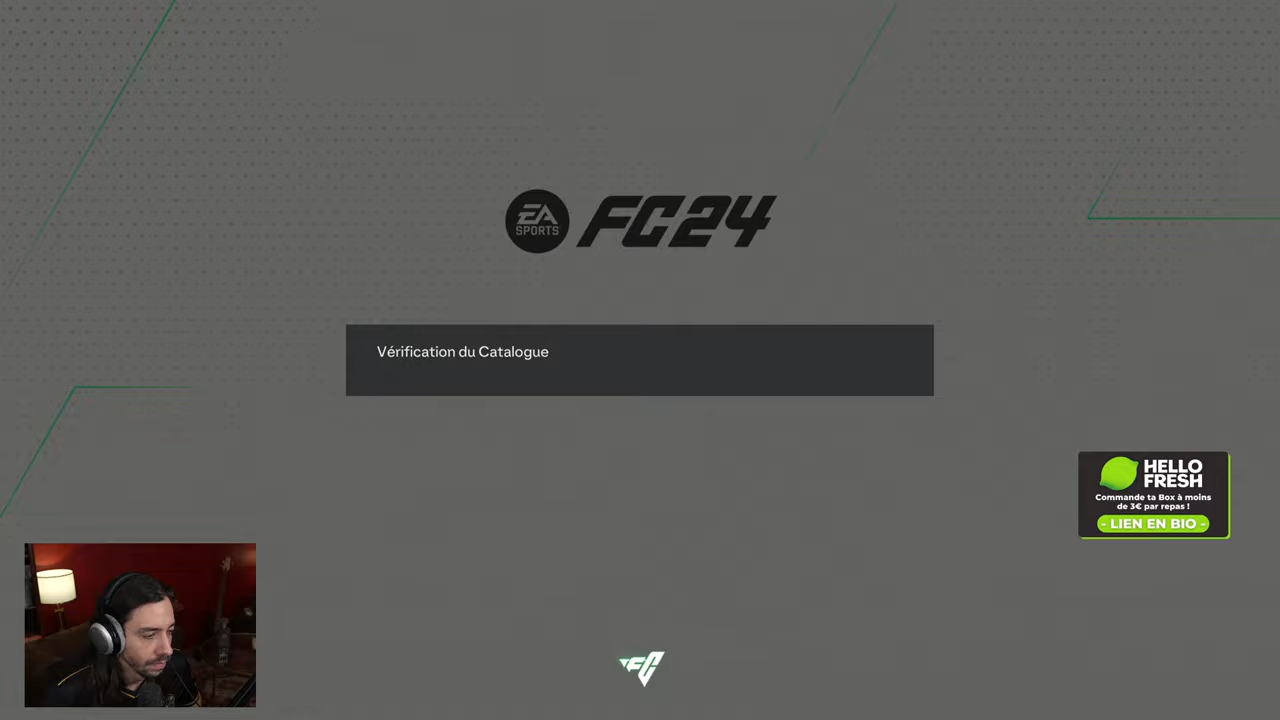 EA
SPORTS
FC24
Vérification du Catalogue
HELLO
FRESH
Commande ta Box à moins
de 3€ par repas !
- LIEN EN BIO -
FC